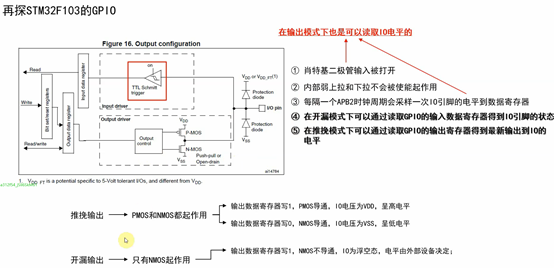 再探STM32F103的GPIO
在输出模式下也是可以读取IO电平的
Figure 16. Output configuration
Read
Write
Read/write
Bit set/reset registers
Input data register
Output data register
TTL Schmitt
trigger
on
Input driver
Output driver
Output
control
VDD
P-MOS
N-MOS
VSS
Push-pull or
Open-drain
VDD or VDD_FT(1)
Protection
diode
I/O pin
Protection
diode
VSS
ai14784
1. VDD_FT is a potential specific to 5-Volt tolerant I/Os, and different from VDD.
① 肖特基二极管输入被打开
② 内部弱上拉和下拉不会被使能起作用
③ 每隔一个APB2时钟周期会采样一次IO引脚的电平到数据寄存器
④ 在开漏模式下可以通过读取GPIO的输入数据寄存器得到IO引脚的状态
⑤ 在推挽模式下可以通过读取GPIO的输出寄存器得到最新输出到IO的
电平
推挽输出
PMOS和NMOS都起作用
输出数据寄存器写1, PMOS导通, IO电压为VDD, 呈高电平
输出数据寄存器写0, NMOS导通, IO电压为VSS, 呈低电平
开漏输出
只有NMOS起作用
输出数据寄存器写1, NMOS不导通, IO为浮空态, 电平由外部设备决定;